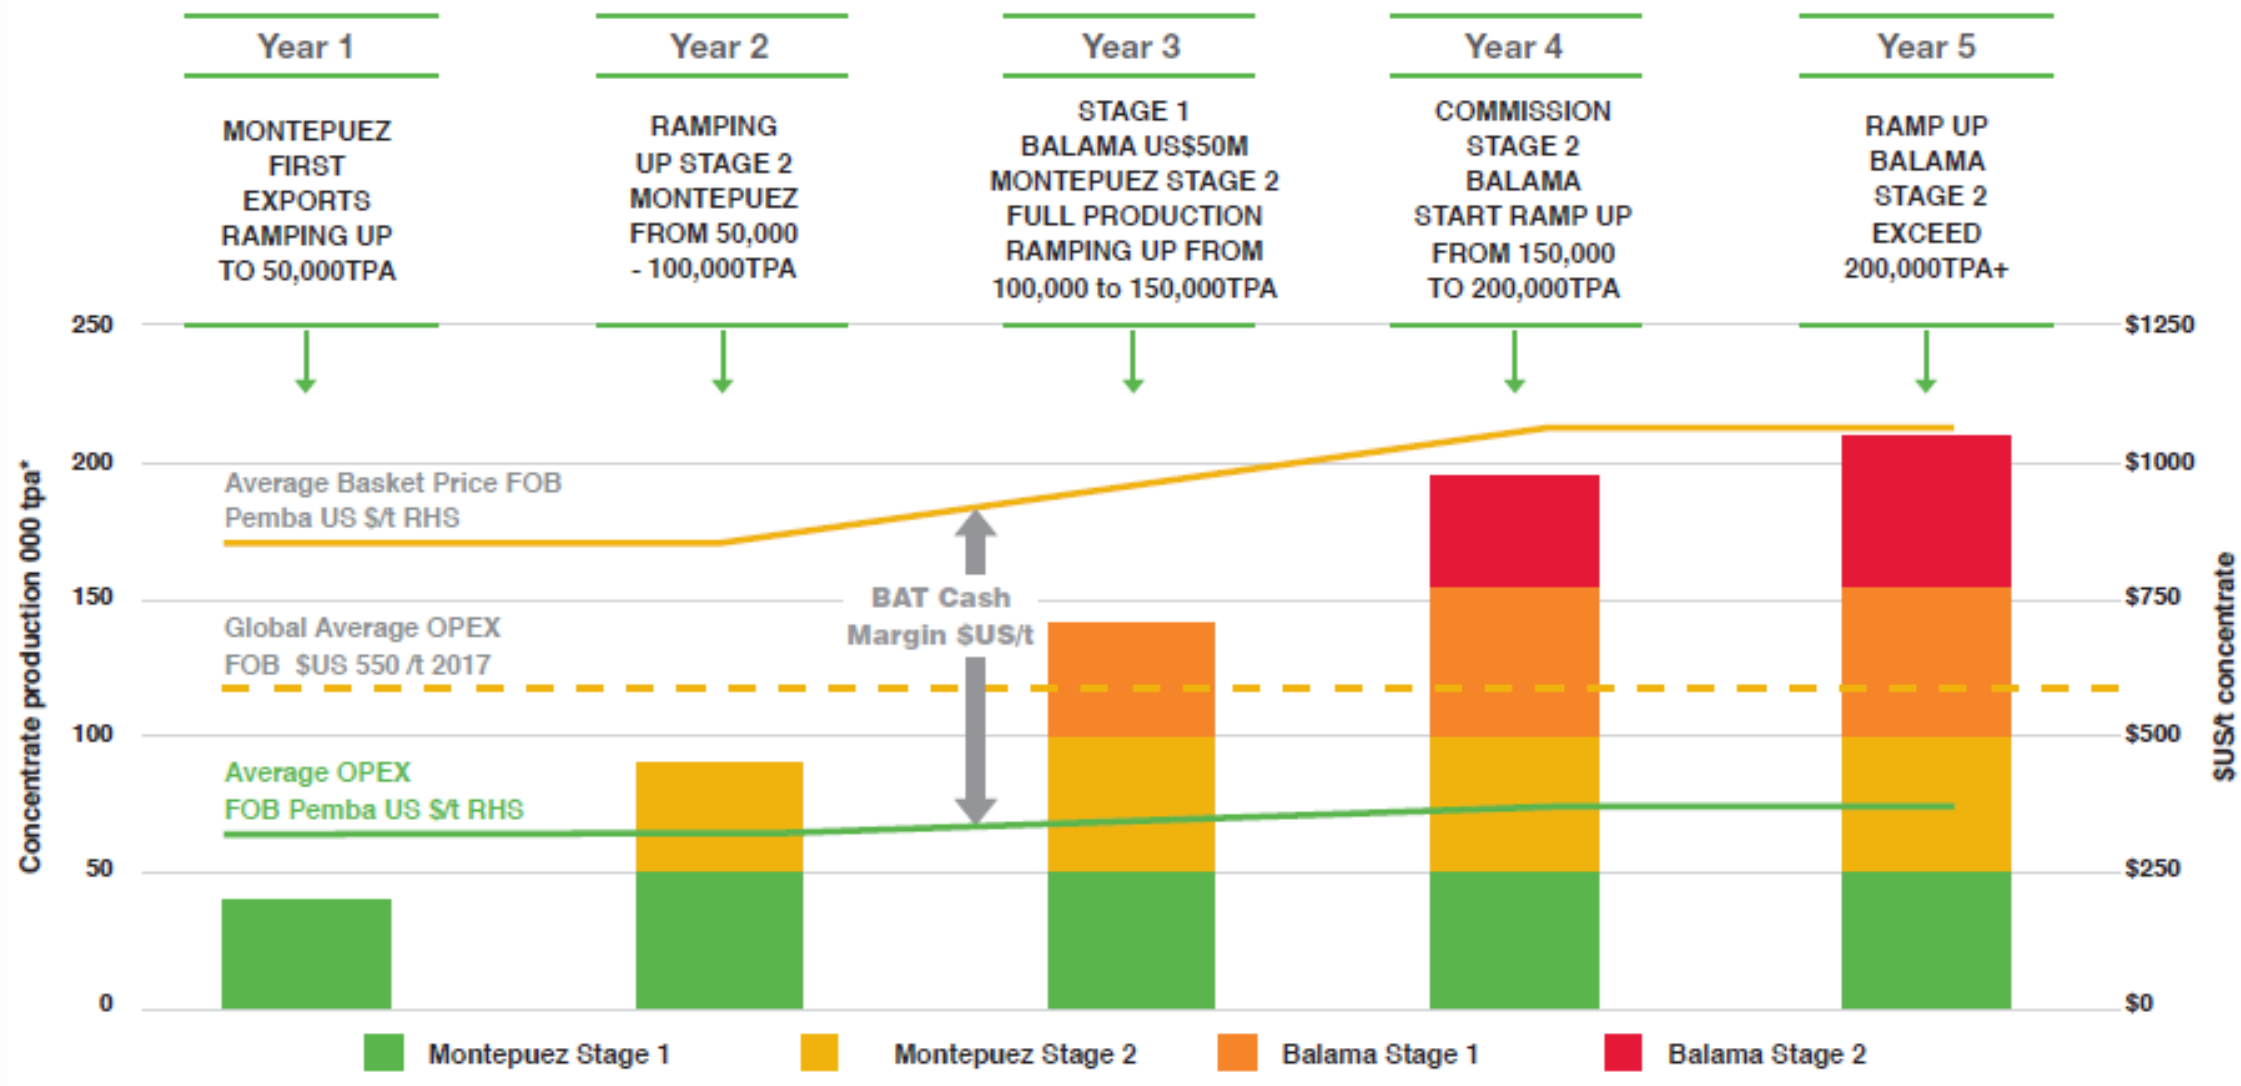 Year 1
MONTEPUEZ
FIRST
EXPORTS
RAMPING UP
TO 50,000TPA
Year 2
RAMPING
UP STAGE 2
MONTEPUEZ
FROM 50,000
- 100,000TPA
Year 3
STAGE 1
BALAMA US$50M
MONTEPUEZ STAGE 2
FULL PRODUCTION
RAMPING UP FROM
100,000 to 150,000TPA
Year 4
COMMISSION
STAGE 2
BALAMA
START RAMP UP
FROM 150,000
TO 200,000TPA
Year 5
RAMP UP
BALAMA
STAGE 2
EXCEED
200,000TPA+
Concentrate production 000 tpa*
250
200
150
100
50
0
Average Basket Price FOB
Pemba US $/t RHS
Global Average OPEX
FOB $US 550 /t 2017
Average OPEX
FOB Pemba US $/t RHS
BAT Cash
Margin $US/t
$1250
$1000
$750
$500
$250
$0
$US/t concentrate
Montepuez Stage 1
Montepuez Stage 2
Balama Stage 1
Balama Stage 2